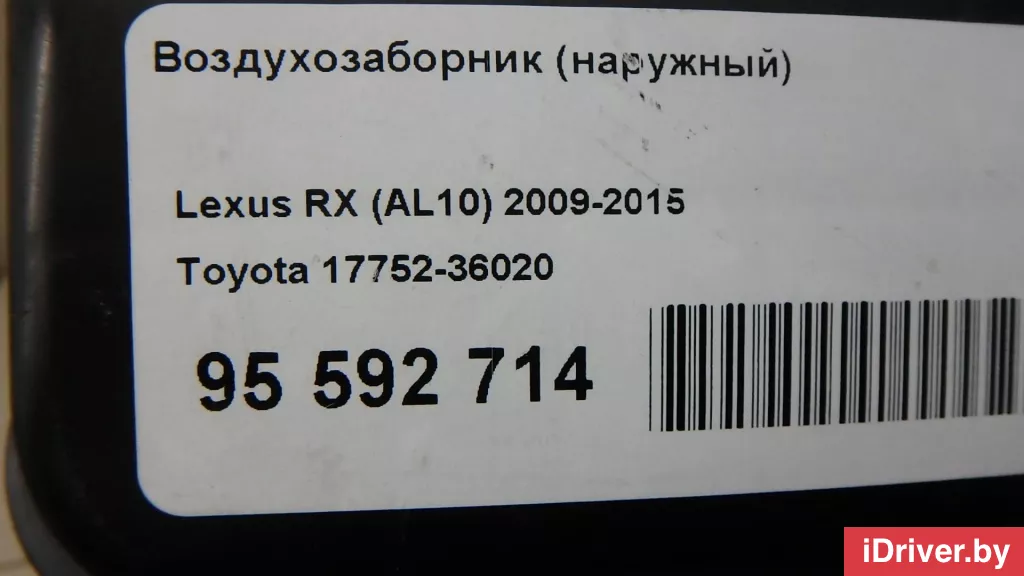 Воздухозаборник (наружный)
Lexus RX (AL10) 2009-2015
Toyota 17752-36020
95 592 714
iDriver.by